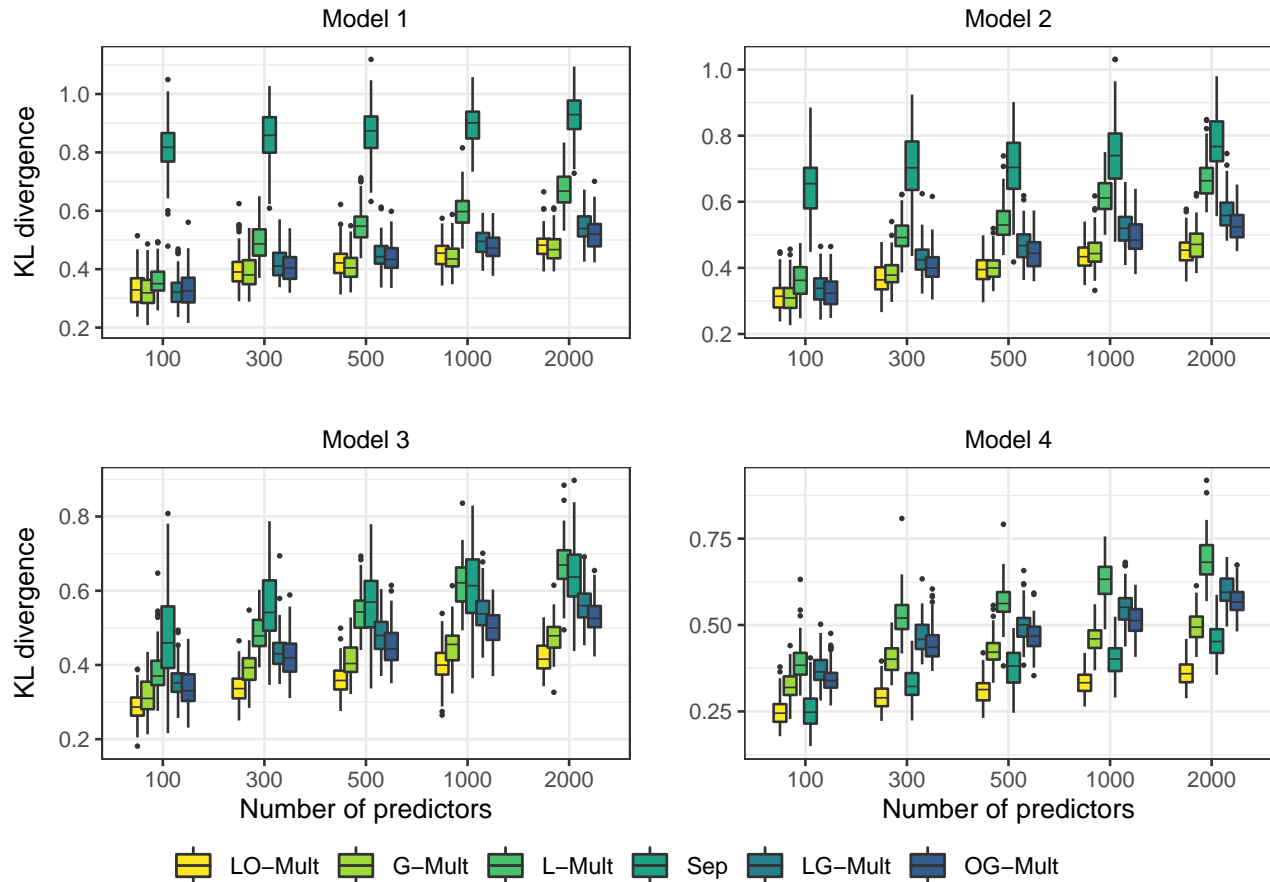 Model 1
Model 2
KL divergence
1.0
0.8
0.6
0.4
0.2
100
300
500
1000
2000
1.0
0.8
0.6
0.4
0.2
100
300
500
1000
2000
Model 3
Model 4
KL divergence
0.8
0.6
0.4
0.2
100
300
500
1000
2000
Number of predictors
0.75
0.50
0.25
100
300
500
1000
2000
Number of predictors
LO−Mult
G−Mult
L−Mult
Sep
LG−Mult
OG−Mult